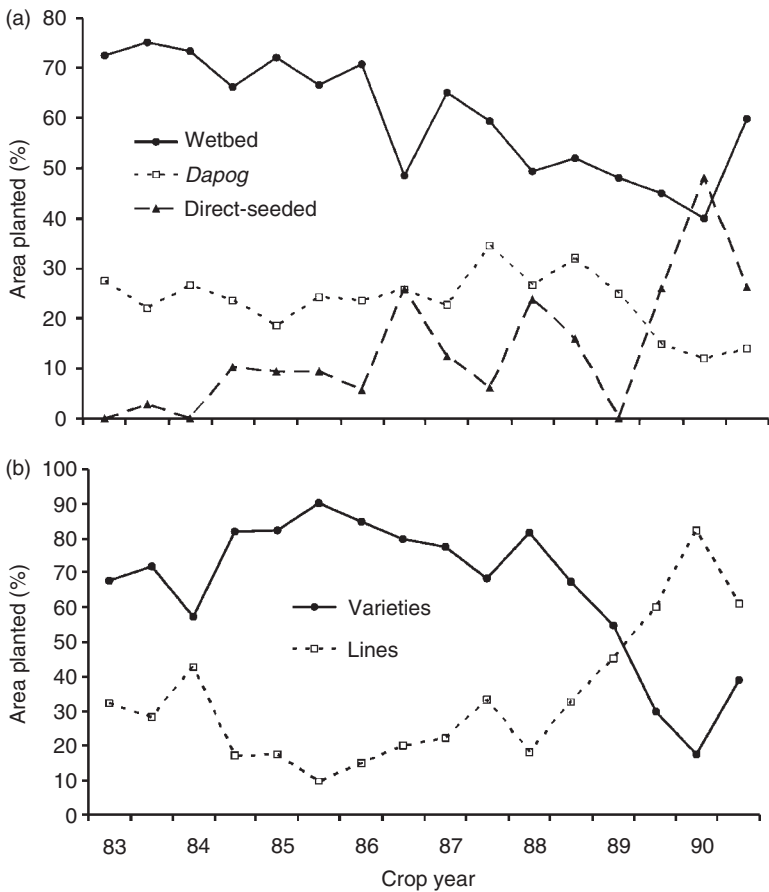 (a)
80
70
60
50
40
30
20
10
0
Area planted (%)
Wetbed
Dapog
Direct-seeded
(b)
100
90
80
70
60
50
40
30
20
10
0
Area planted (%)
Varieties
Lines
83 84 85 86 87 88 89 90
Crop year